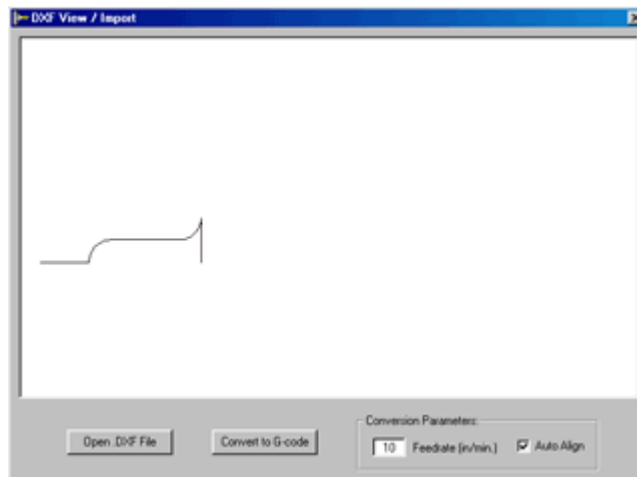 DXF View / Import
Conversion Parameters:
Open .DXF File
Convert to G-code
10 Feedrate (in/min.)
Auto Align